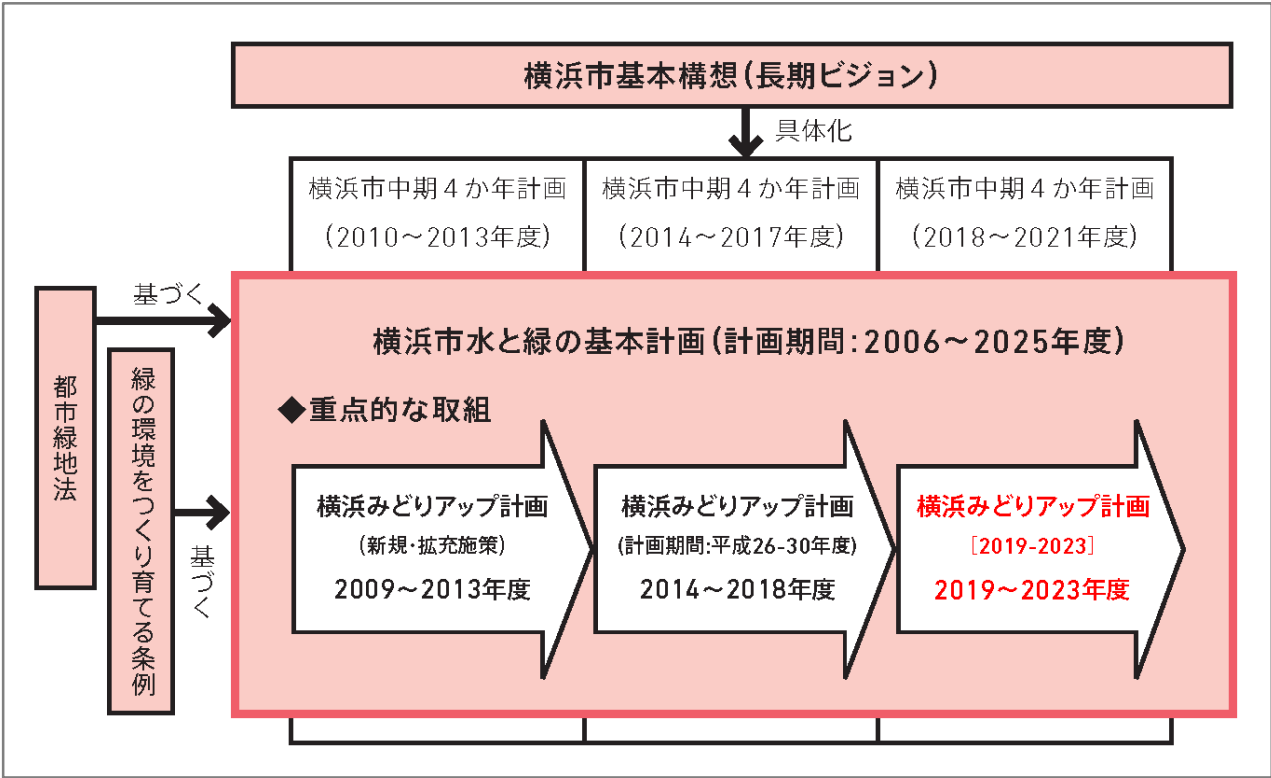 横浜市基本構想(長期ビジョン)
具体化
横浜市中期4か年計画
(2010～2013年度)
横浜市中期4か年計画
(2014～2017年度)
横浜市中期4か年計画
(2018～2021年度)
都市緑地法
基づく
緑の環境をつくり育てる条例
基づく
横浜市水と緑の基本計画(計画期間:2006～2025年度)
◆重点的な取組
横浜みどりアップ計画
(新規・拡充施策)
2009～2013年度
横浜みどりアップ計画
(計画期間:平成26-30年度)
2014～2018年度
横浜みどりアップ計画
[2019-2023]
2019～2023年度